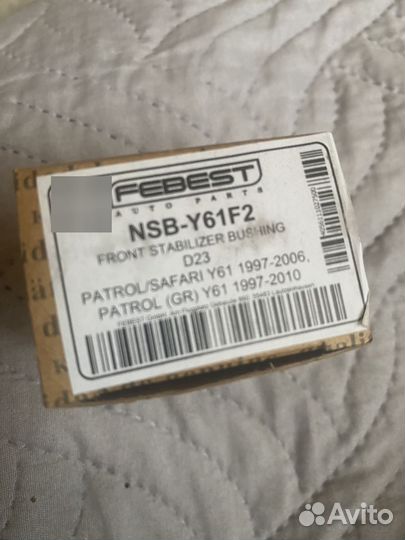 FEBEST
AUTO PARTS
NSB-Y61F2
FRONT STABILIZER BUSHING
D23
PATROL/SAFARI Y61 1997-2006,
PATROL (GR) Y61 1997-2010
Avito